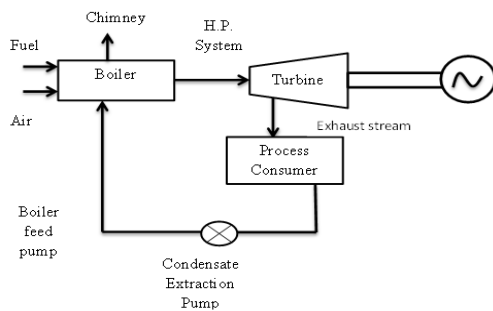 Chimney
Fuel
H.P.
System
Boiler
Turbine
Air
Exhaust stream
Process
Consumer
Boiler
feed
pump
Condensate
Extraction
Pump